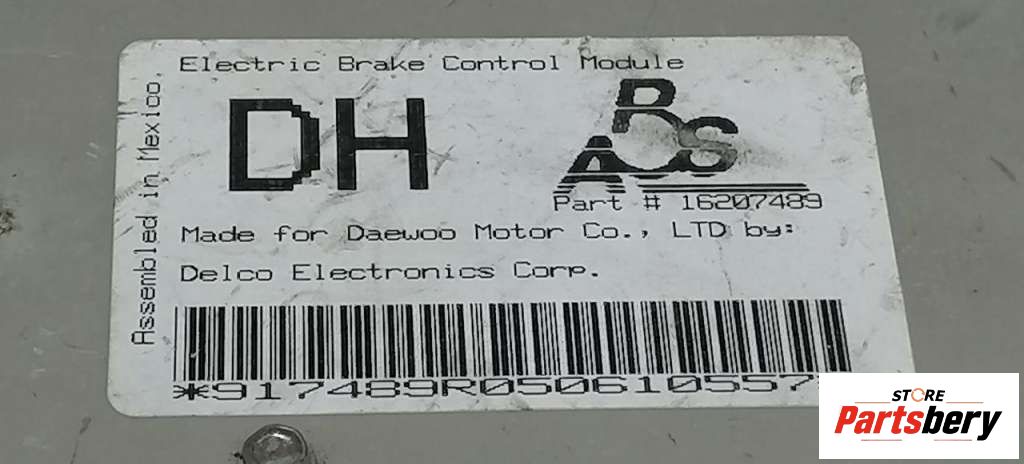 Electric Brake Control Module
DH
ABS
Part # 16207489
Made for Daewoo Motor Co., LTD by:
Delco Electronics Corp.
*917489R050610557*
Assembled in Mexico.
STORE
Partsbery